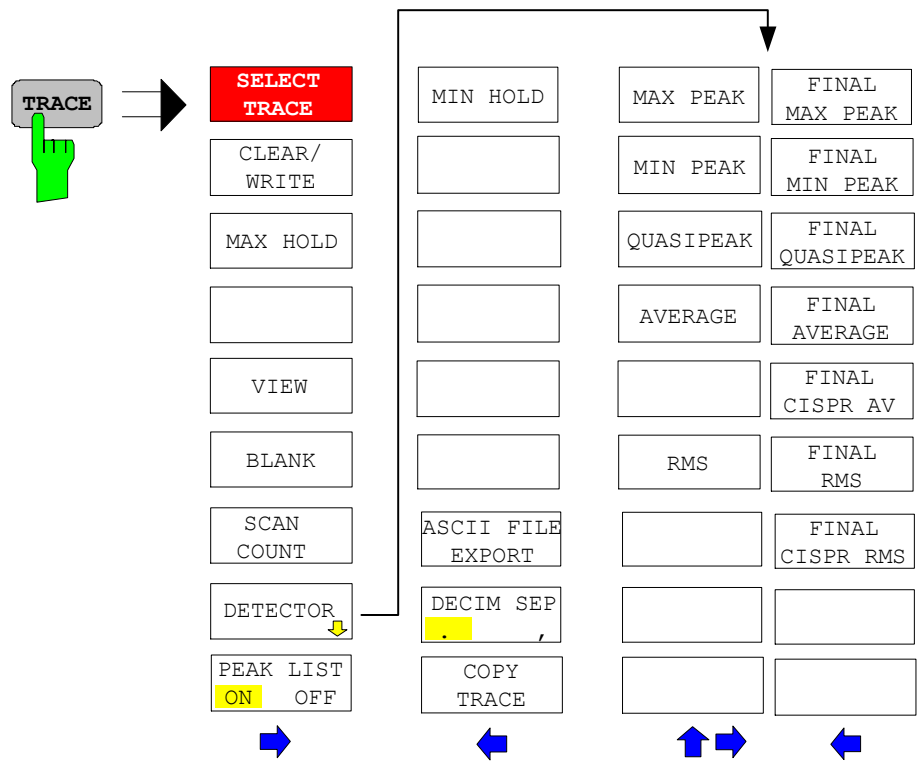 TRACE
SELECT
TRACE
CLEAR/
WRITE
MAX HOLD
VIEW
BLANK
SCAN
COUNT
DETECTOR
PEAK LIST
ON OFF
MIN HOLD
ASCII FILE
EXPORT
DECIM SEP
. ,
COPY
TRACE
MAX PEAK
MIN PEAK
QUASIPEAK
AVERAGE
RMS
FINAL
MAX PEAK
FINAL
MIN PEAK
FINAL
QUASIPEAK
FINAL
AVERAGE
FINAL
CISPR AV
FINAL
RMS
FINAL
CISPR RMS